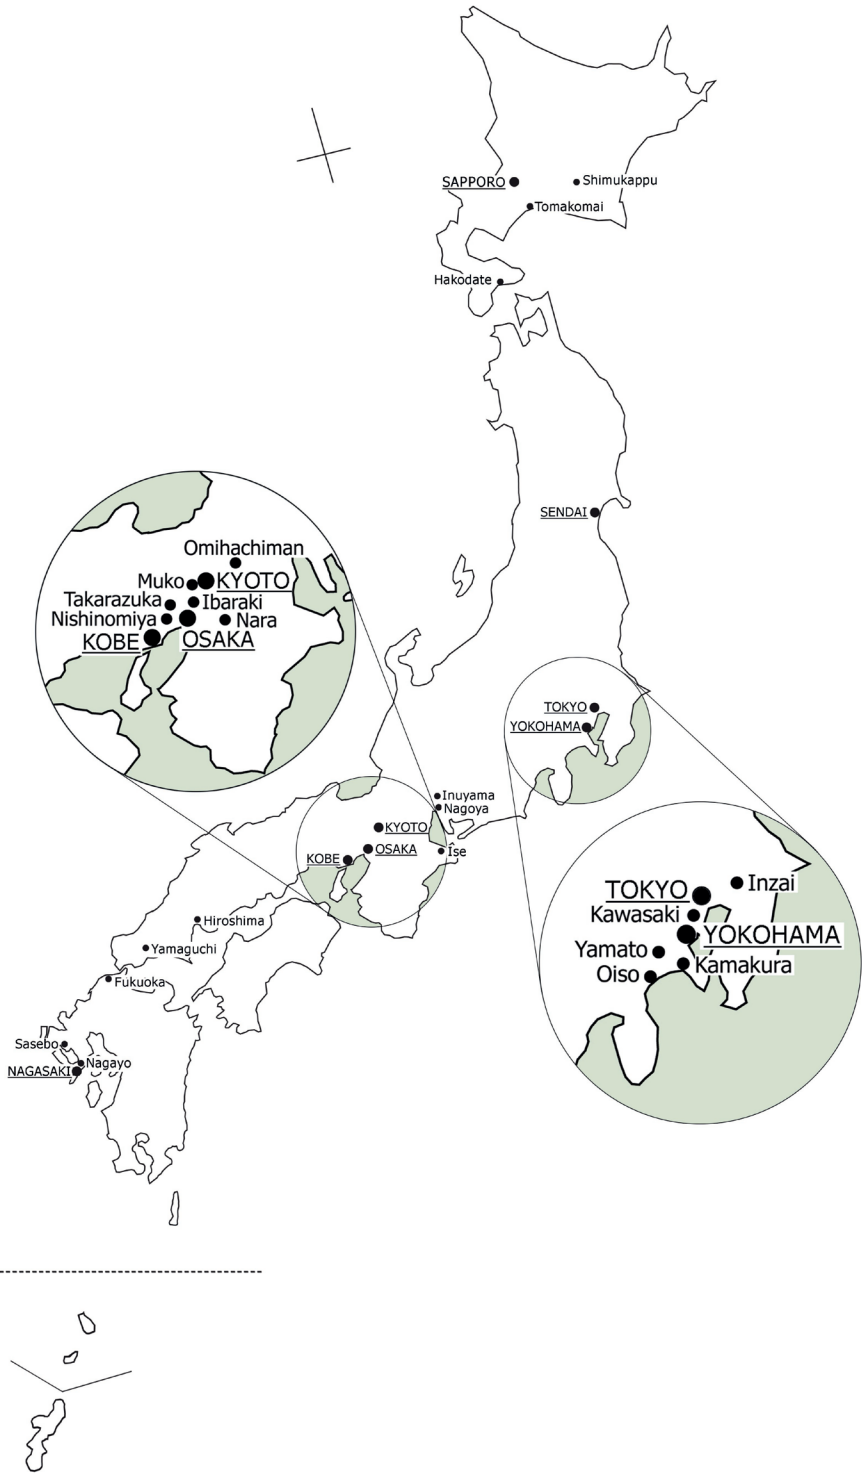 SAPPORO
Shimukappu
Tomakomai
Hakodate
SENDAI
Omihachiman
Muko
KYOTO
Takarazuka
Ibaraki
Nishinomiya
Nara
KOBE
OSAKA
TOKYO
YOKOHAMA
Inuyama
Nagoya
KYOTO
OSAKA
Ise
KOBE
TOKYO
Inzai
Kawasaki
YOKOHAMA
Yamato
Kamakura
Oiso
Hiroshima
Yamaguchi
Fukuoka
Sasebo
Nagayo
NAGASAKI